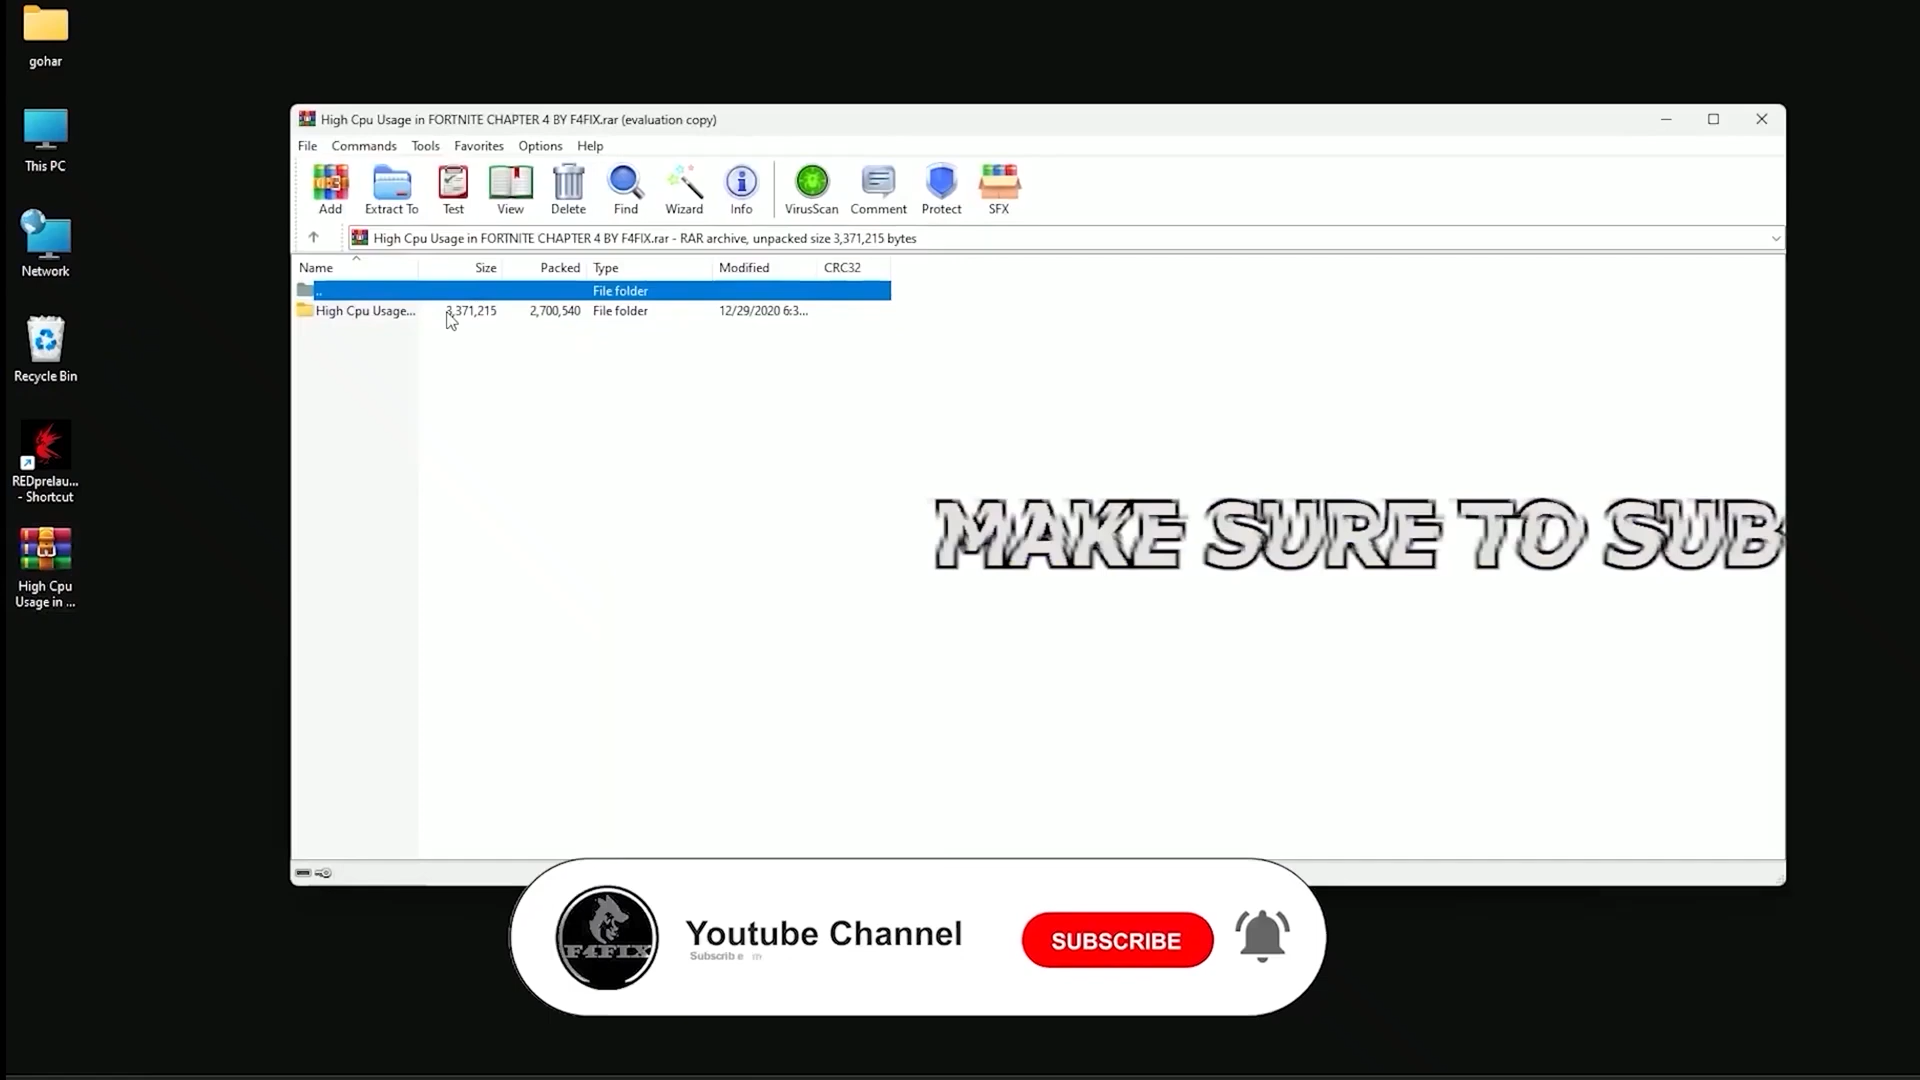 gohar
This PC
Network
Recycle Bin
REDprelau...
- Shortcut
High Cpu
Usage in ...
High Cpu Usage in FORTNITE CHAPTER 4 BY F4FIX.rar (evaluation copy)
File Commands Tools Favorites Options Help
Add Extract To Test View Delete Find Wizard Info VirusScan Comment Protect SFX
High Cpu Usage in FORTNITE CHAPTER 4 BY F4FIX.rar - RAR archive, unpacked size 3,371,215 bytes
Name Size Packed Type Modified CRC32
.. File folder
High Cpu Usage... 3,371,215 2,700,540 File folder 12/29/2020 6:3...
MAKE SURE TO SUB
F4FIX
Youtube Channel
Subscribe
SUBSCRIBE